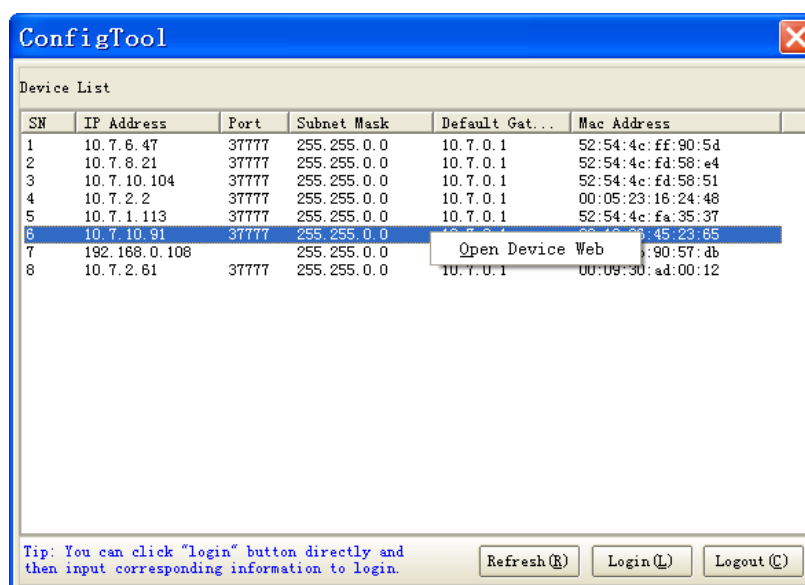 ConfigTool
Device List
SN IP Address Port Subnet Mask Default Gat... Mac Address
1 10.7.6.47 37777 255.255.0.0 10.7.0.1 52:54:4c:ff:90:5d
2 10.7.8.21 37777 255.255.0.0 10.7.0.1 52:54:4c:fd:58:e4
3 10.7.10.104 37777 255.255.0.0 10.7.0.1 52:54:4c:fd:58:51
4 10.7.2.2 37777 255.255.0.0 10.7.0.1 00:05:23:16:24:48
5 10.7.1.113 37777 255.255.0.0 10.7.0.1 52:54:4c:fa:35:37
6 10.7.10.91 37777 255.255.0.0 :45:23:65
Open Device Web
7 192.168.0.108 255.255.0.0 :90:57:db
8 10.7.2.61 37777 255.255.0.0 10.7.0.1 00:09:30:ad:00:12
Tip: You can click "login" button directly and
then input corresponding information to login.
Refresh(R) Login(L) Logout(C)